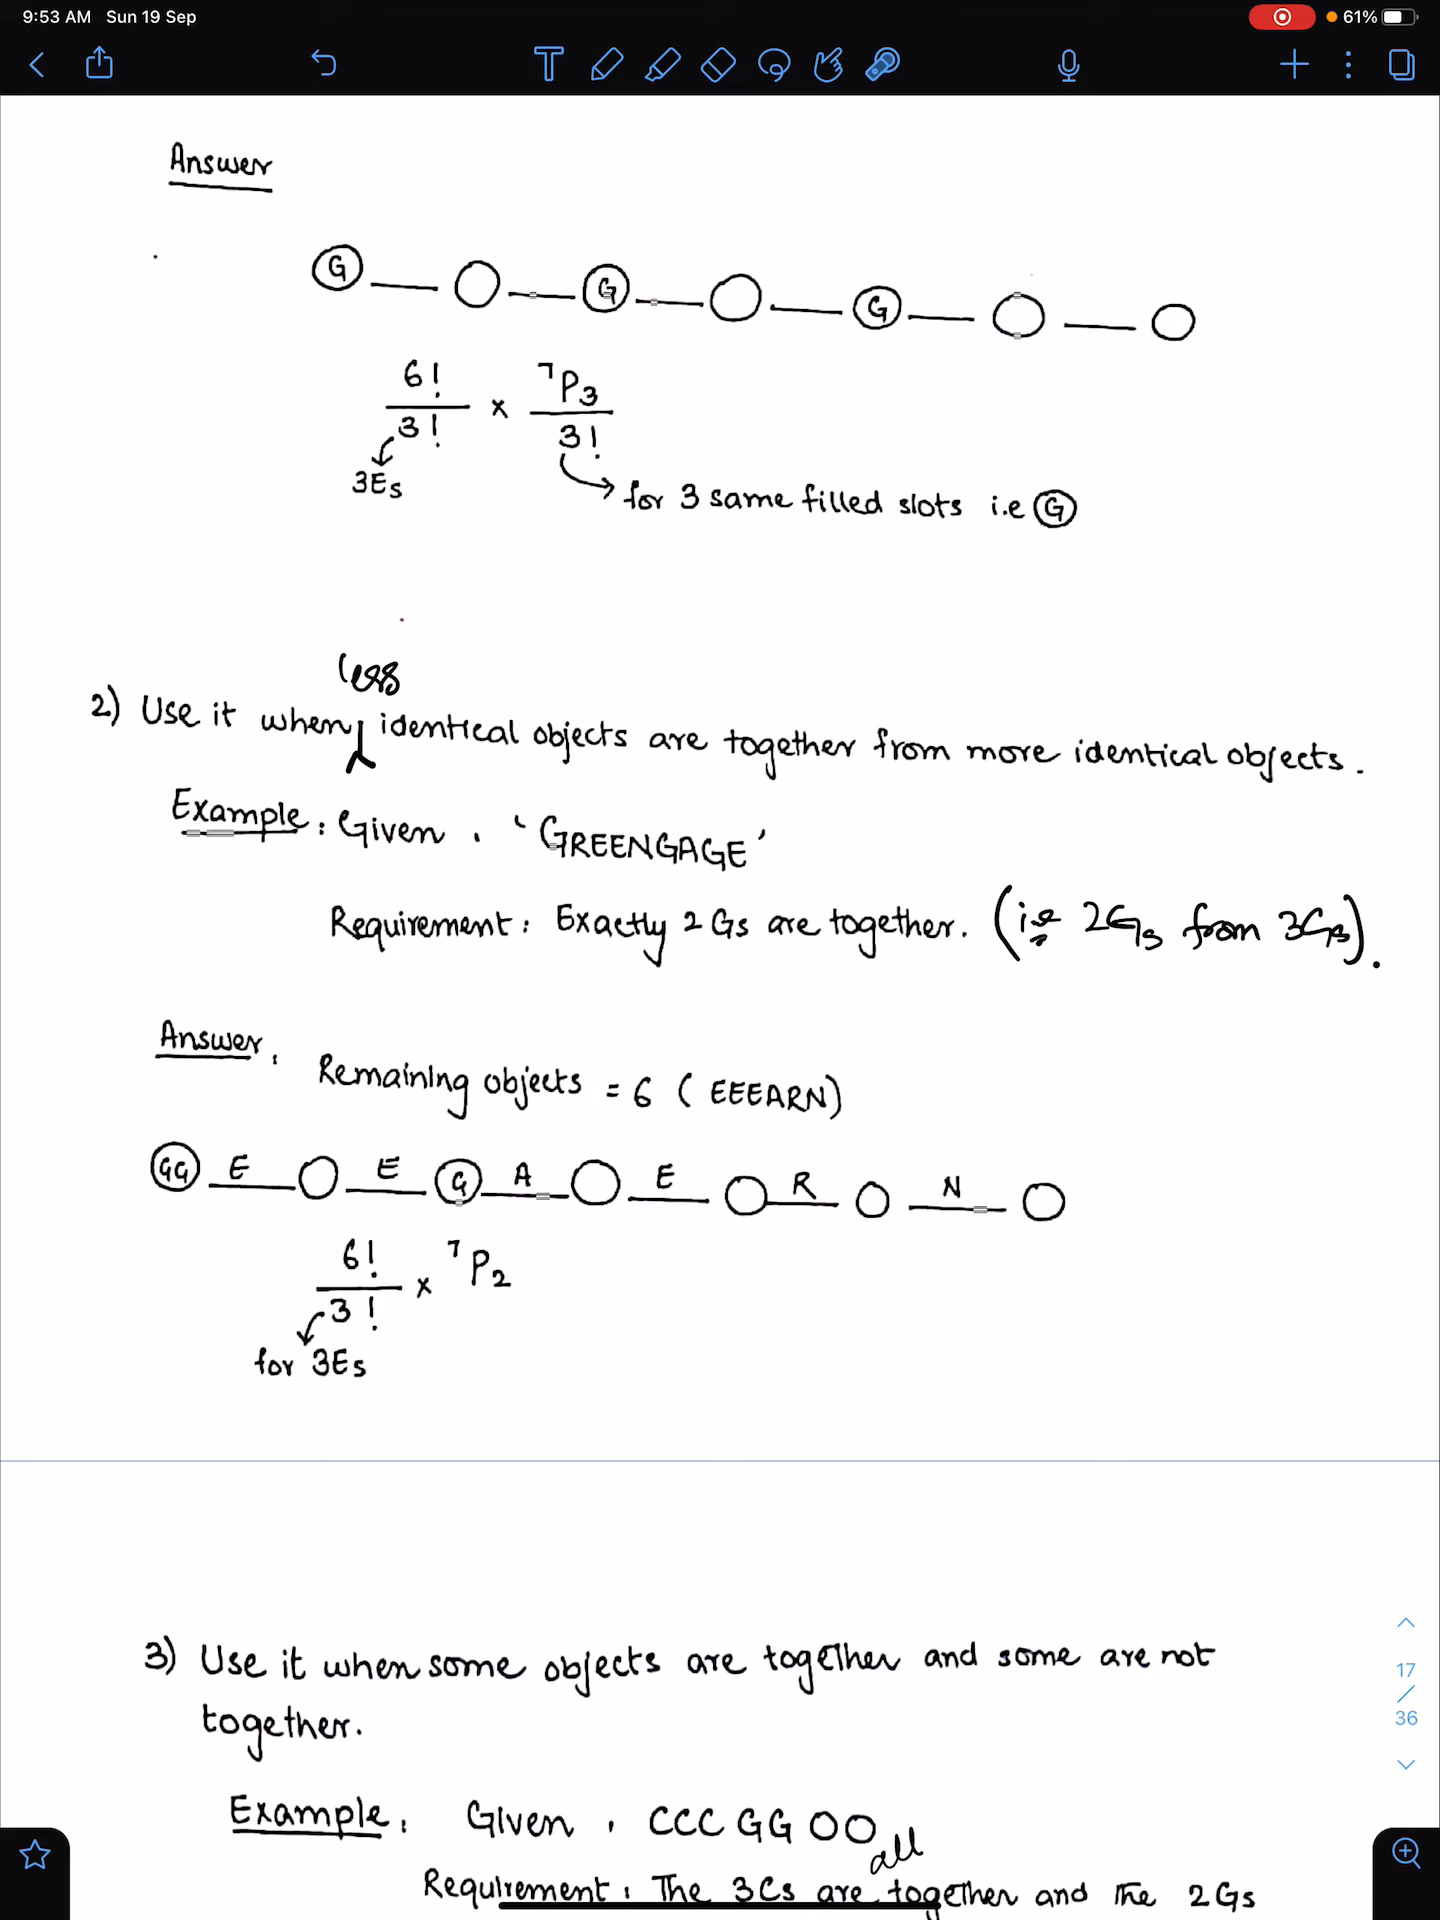 9:53 AM Sun 19 Sep
61%
Answer
G G G
6! / 3! × ⁷P₃ / 3!
3Es
for 3 same filled slots i.e G
less
2) Use it when identical objects are together from more identical objects.
Example: Given, 'GREENGAGE'
Requirement: Exactly 2 Gs are together. (i.e 2Gs from 3Gs).
Answer:
Remaining objects = 6 (EEEARN)
GG E E G A E R N
6! / 3! × ⁷P₂
for 3Es
3) Use it when some objects are together and some are not
together.
17
/
36
Example: Given, CCC GG OO
all
Requirement: The 3Cs are together and the 2Gs